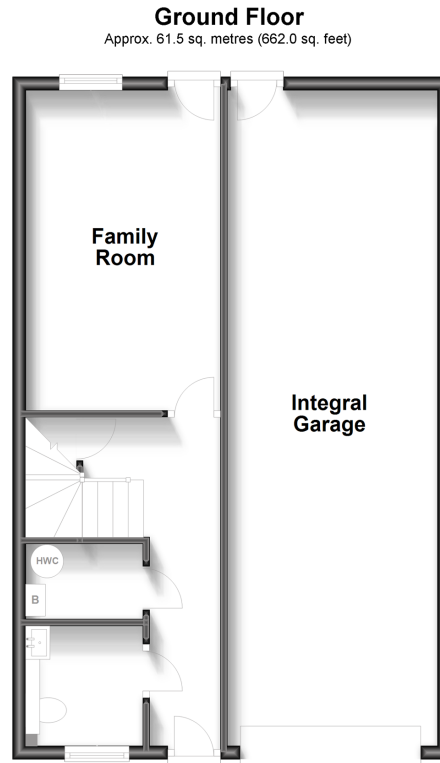 Ground Floor
Approx. 61.5 sq. metres (662.0 sq. feet)
Family
Room
Integral
Garage
HWC
B